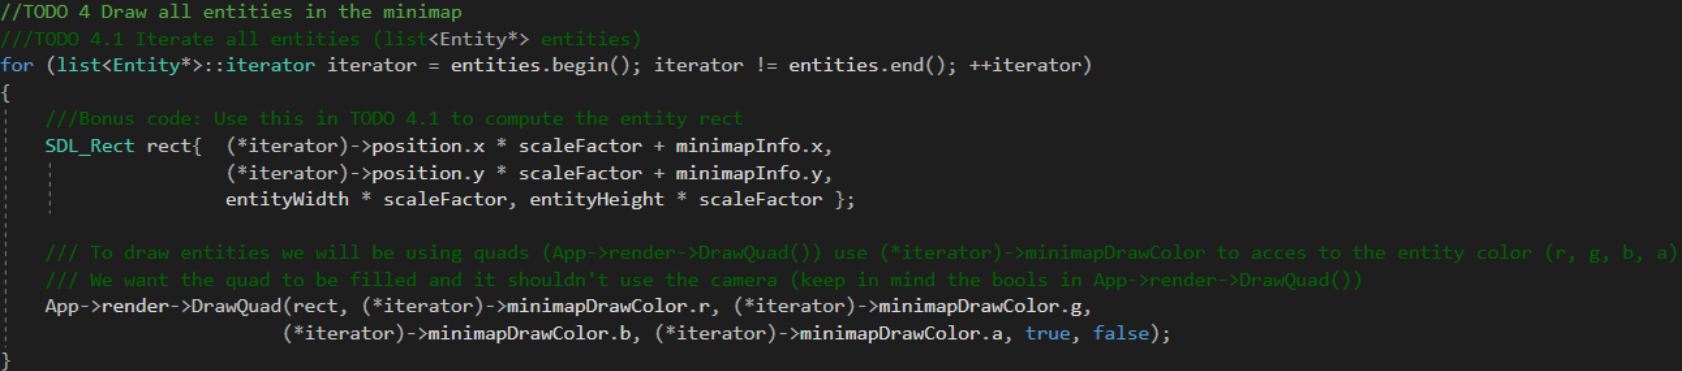 //TODO 4 Draw all entities in the minimap
///TODO 4.1 Iterate all entities (list<Entity*> entities)
for (list<Entity*>::iterator iterator = entities.begin(); iterator != entities.end(); ++iterator)
{
///Bonus code: Use this in TODO 4.1 to compute the entity rect
SDL_Rect rect{  (*iterator)->position.x * scaleFactor + minimapInfo.x,
(*iterator)->position.y * scaleFactor + minimapInfo.y,
entityWidth * scaleFactor, entityHeight * scaleFactor };
/// To draw entities we will be using quads (App->render->DrawQuad()) use (*iterator)->minimapDrawColor to acces to the entity color (r, g, b, a)
/// We want the quad to be filled and it shouldn't use the camera (keep in mind the bools in App->render->DrawQuad())
App->render->DrawQuad(rect, (*iterator)->minimapDrawColor.r, (*iterator)->minimapDrawColor.g,
(*iterator)->minimapDrawColor.b, (*iterator)->minimapDrawColor.a, true, false);
}